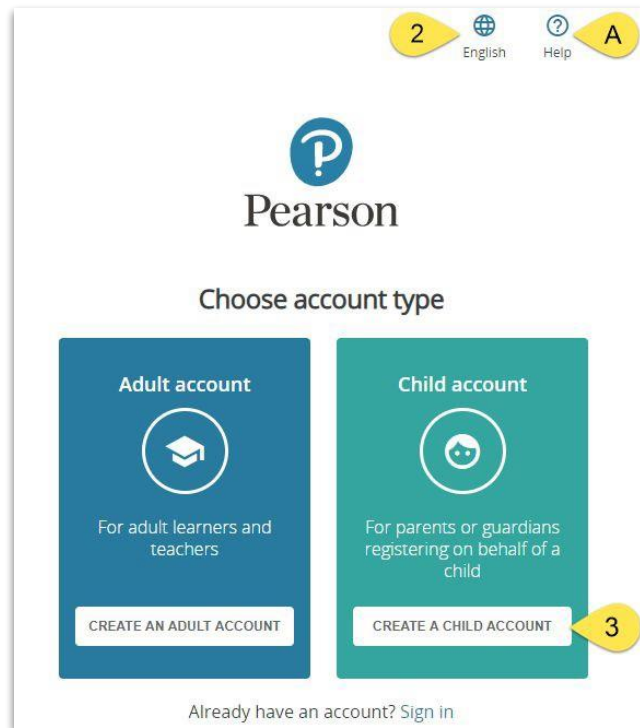 2
A
English
Help
Pearson
Choose account type
Adult account
For adult learners and
teachers
CREATE AN ADULT ACCOUNT
Child account
For parents or guardians
registering on behalf of a
child
CREATE A CHILD ACCOUNT
3
Already have an account? Sign in